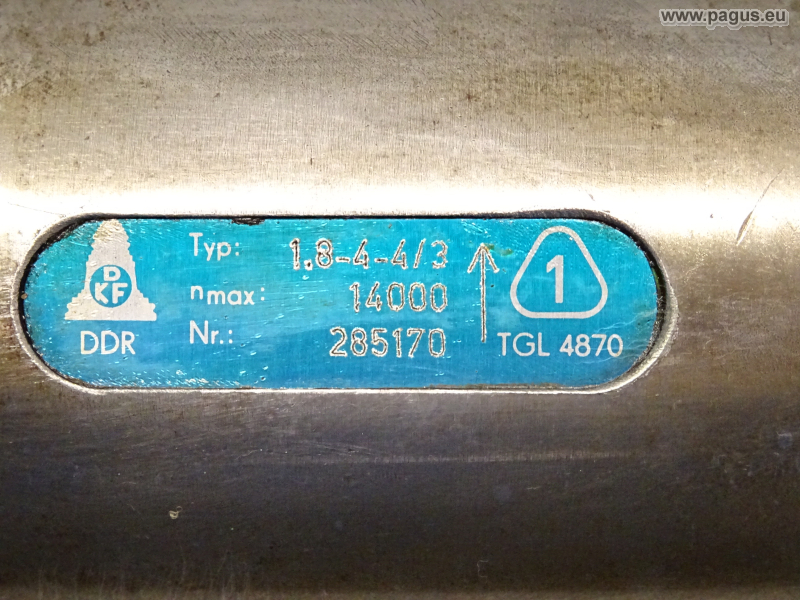 www.pagus.eu
DKF
DDR
Typ: 1.8-4-4/3
nmax: 14000
Nr.: 285170
1
TGL 4870